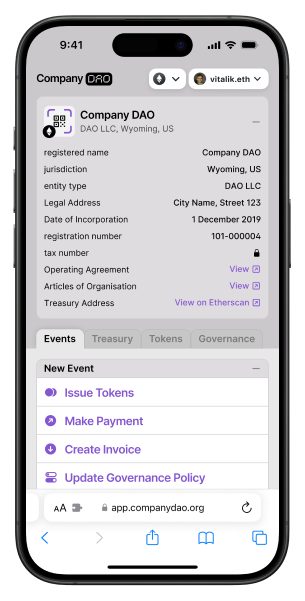 9:41
Company DAO
vitalik.eth
Company DAO
DAO LLC, Wyoming, US
registered name Company DAO
jurisdiction Wyoming, US
entity type DAO LLC
Legal Address City Name, Street 123
Date of Incorporation 1 December 2019
registration number 101-000004
tax number
Operating Agreement View
Articles of Organisation View
Treasury Address View on Etherscan
Events Treasury Tokens Governance
New Event
Issue Tokens
Make Payment
Create Invoice
Update Governance Policy
AA app.companydao.org